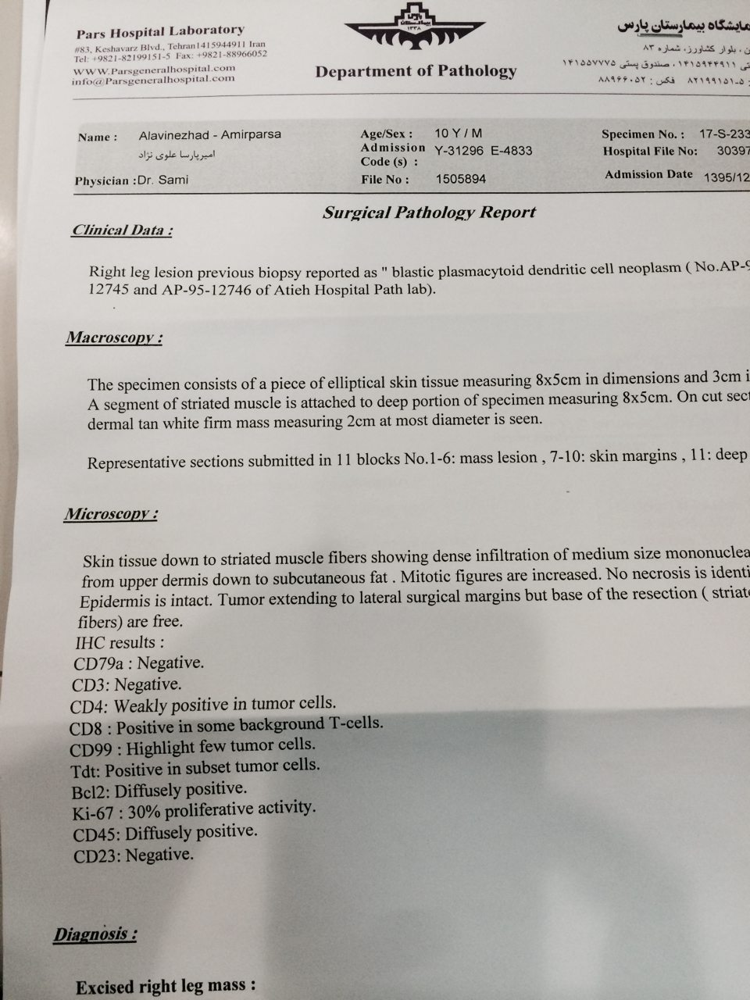 Pars Hospital Laboratory
#83, Keshavarz Blvd., Tehran1415944911 Iran
Tel: +9821-82199151-5 Fax: +9821-88966052
WWW.Parsgeneralhospital.com
info@Parsgeneralhospital.com
پارس
بیمارستان
۱۳۳۸
Department of Pathology
مایشگاه بیمارستان پارس
ن ، بلوار کشاورز، شماره ۸۳
تی ۱۴۱۵۹۴۴۹۱۱ ، صندوق پستی ۱۴۱۵۵۷۷۷۵
: ۵-۸۲۱۹۹۱۵۱ فکس : ۸۸۹۶۶۰۵۲
Name : Alavinezhad - Amirparsa
امیرپارسا علوی نژاد
Physician :Dr. Sami
Age/Sex : 10 Y / M
Admission Y-31296 E-4833
Code (s) :
File No : 1505894
Specimen No. : 17-S-233
Hospital File No: 30397
Admission Date 1395/12
Surgical Pathology Report
Clinical Data :
Right leg lesion previous biopsy reported as " blastic plasmacytoid dendritic cell neoplasm ( No.AP-9
12745 and AP-95-12746 of Atieh Hospital Path lab).
Macroscopy :
The specimen consists of a piece of elliptical skin tissue measuring 8x5cm in dimensions and 3cm i
A segment of striated muscle is attached to deep portion of specimen measuring 8x5cm. On cut sect
dermal tan white firm mass measuring 2cm at most diameter is seen.
Representative sections submitted in 11 blocks No.1-6: mass lesion , 7-10: skin margins , 11: deep
Microscopy :
Skin tissue down to striated muscle fibers showing dense infiltration of medium size mononuclea
from upper dermis down to subcutaneous fat . Mitotic figures are increased. No necrosis is identi
Epidermis is intact. Tumor extending to lateral surgical margins but base of the resection ( striate
fibers) are free.
IHC results :
CD79a : Negative.
CD3: Negative.
CD4: Weakly positive in tumor cells.
CD8 : Positive in some background T-cells.
CD99 : Highlight few tumor cells.
Tdt: Positive in subset tumor cells.
Bcl2: Diffusely positive.
Ki-67 : 30% proliferative activity.
CD45: Diffusely positive.
CD23: Negative.
Diagnosis :
Excised right leg mass :